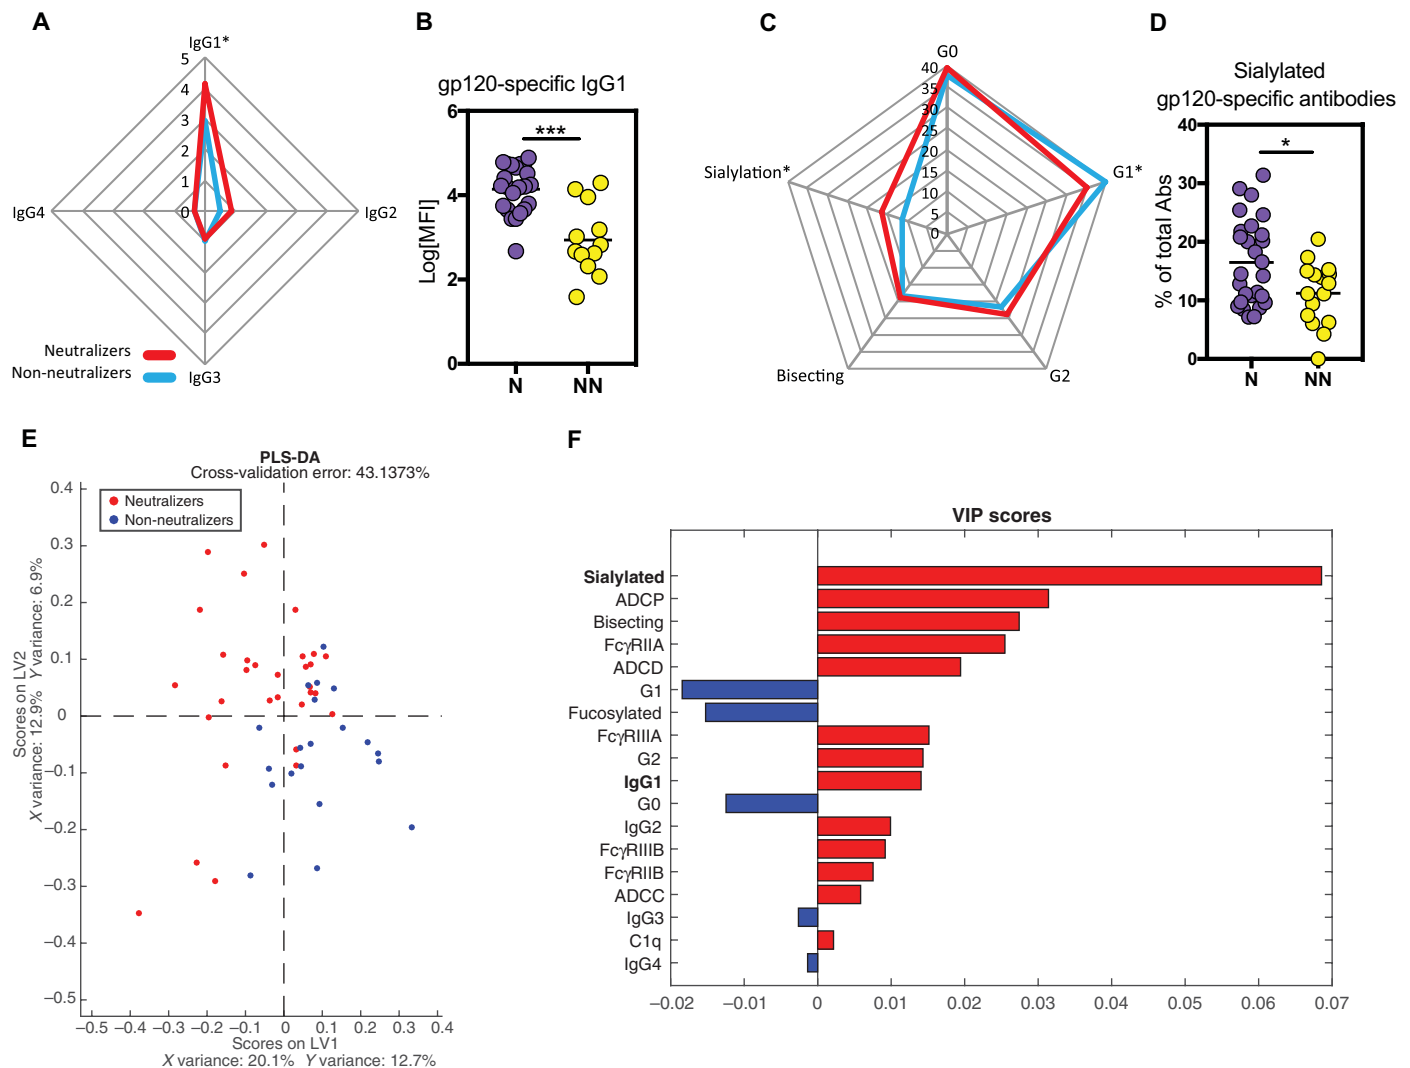 A
IgG1*
5
4
3
2
1
0
IgG4
IgG2
IgG3
Neutralizers
Non-neutralizers
B
gp120-specific IgG1
***
Log[MFI]
6
4
2
0
N
NN
C
G0
40
35
30
25
20
15
10
5
0
Sialylation*
G1*
Bisecting
G2
D
Sialylated
gp120-specific antibodies
*
% of total Abs
40
30
20
10
0
N
NN
E
PLS-DA
Cross-validation error: 43.1373%
Neutralizers
Non-neutralizers
Scores on LV2
X variance: 12.9% Y variance: 6.9%
0.4
0.3
0.2
0.1
0
–0.1
–0.2
–0.3
–0.4
–0.5
–0.5 –0.4 –0.3 –0.2 –0.1 0 0.1 0.2 0.3 0.4
Scores on LV1
X variance: 20.1% Y variance: 12.7%
F
VIP scores
Sialylated
ADCP
Bisecting
FcγRIIA
ADCD
G1
Fucosylated
FcγRIIIA
G2
IgG1
G0
IgG2
FcγRIIIB
FcγRIIB
ADCC
IgG3
C1q
IgG4
–0.02 –0.01 0 0.01 0.02 0.03 0.04 0.05 0.06 0.07